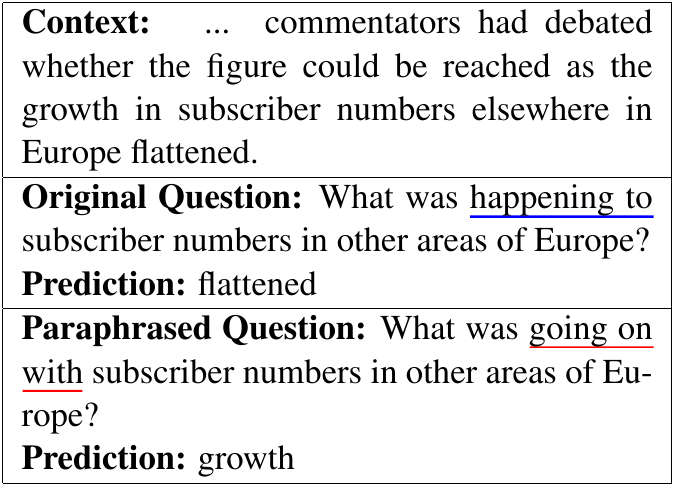 Context: ... commentators had debated
whether the figure could be reached as the
growth in subscriber numbers elsewhere in
Europe flattened.
Original Question: What was happening to
subscriber numbers in other areas of Europe?
Prediction: flattened
Paraphrased Question: What was going on
with subscriber numbers in other areas of Eu-
rope?
Prediction: growth